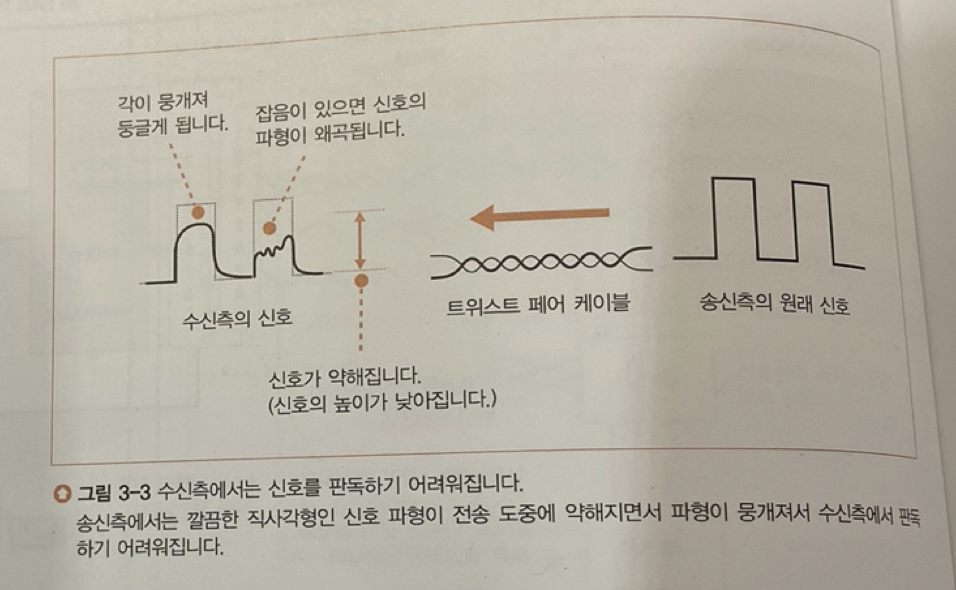 각이 뭉개져
둥글게 됩니다.
잡음이 있으면 신호의
파형이 왜곡됩니다.
수신측의 신호
트위스트 페어 케이블
송신측의 원래 신호
신호가 약해집니다.
(신호의 높이가 낮아집니다.)
그림 3-3 수신측에서는 신호를 판독하기 어려워집니다.
송신측에서는 깔끔한 직사각형인 신호 파형이 전송 도중에 약해지면서 파형이 뭉개져서 수신측에서 판독
하기 어려워집니다.